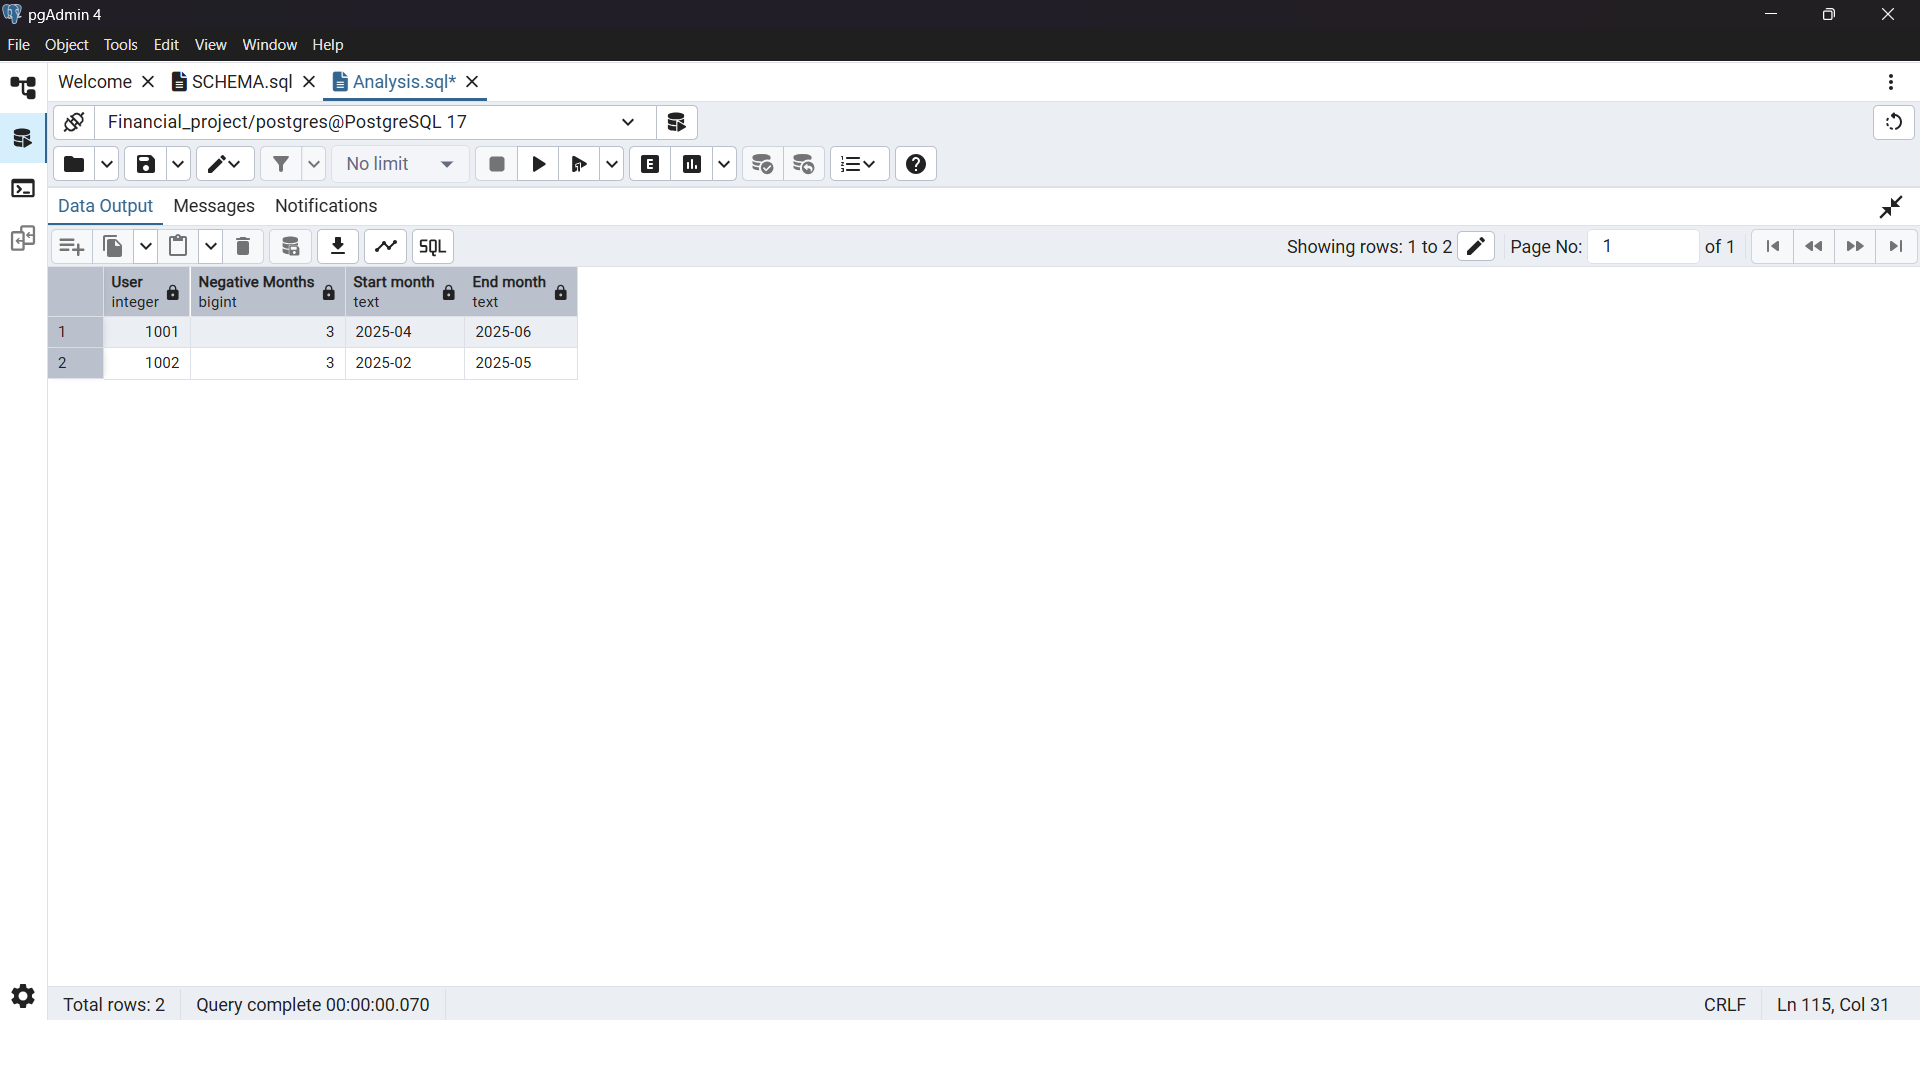 pgAdmin 4
File Object Tools Edit View Window Help
Welcome SCHEMA.sql Analysis.sql*
Financial_project/postgres@PostgreSQL 17
No limit E
Data Output Messages Notifications
SQL Showing rows: 1 to 2 Page No: 1 of 1
User Negative Months Start month End month
integer bigint text text
1 1001 3 2025-04 2025-06
2 1002 3 2025-02 2025-05
Total rows: 2 Query complete 00:00:00.070 CRLF Ln 115, Col 31